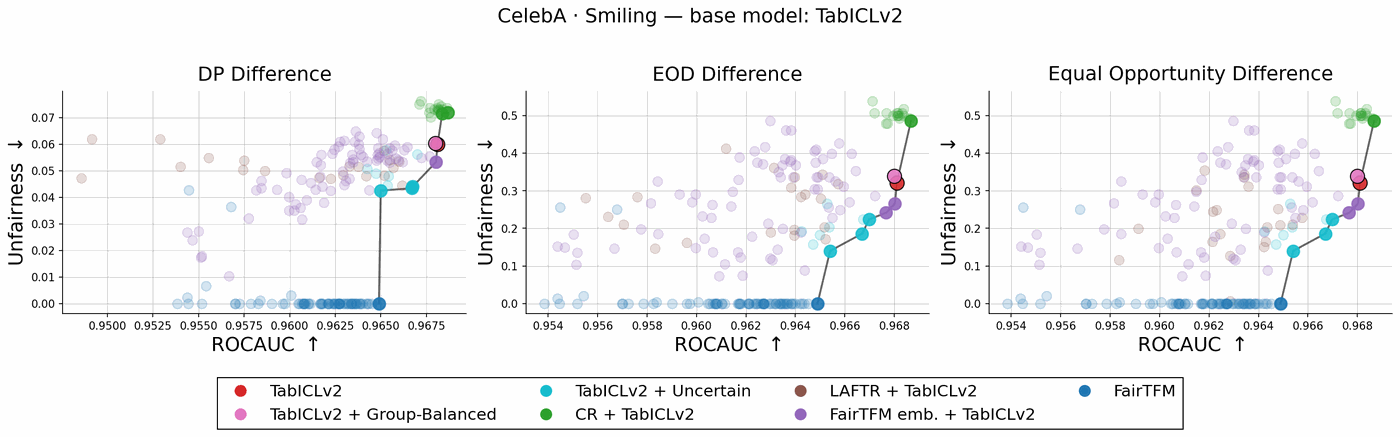 CelebA · Smiling — base model: TabICLv2
DP Difference
Unfairness ↓
0.07
0.06
0.05
0.04
0.03
0.02
0.01
0.00
0.9500 0.9525 0.9550 0.9575 0.9600 0.9625 0.9650 0.9675
ROCAUC ↑
EOD Difference
Unfairness ↓
0.5
0.4
0.3
0.2
0.1
0.0
0.954 0.956 0.958 0.960 0.962 0.964 0.966 0.968
ROCAUC ↑
Equal Opportunity Difference
Unfairness ↓
0.5
0.4
0.3
0.2
0.1
0.0
0.954 0.956 0.958 0.960 0.962 0.964 0.966 0.968
ROCAUC ↑
TabICLv2
TabICLv2 + Group-Balanced
TabICLv2 + Uncertain
CR + TabICLv2
LAFTR + TabICLv2
FairTFM emb. + TabICLv2
FairTFM